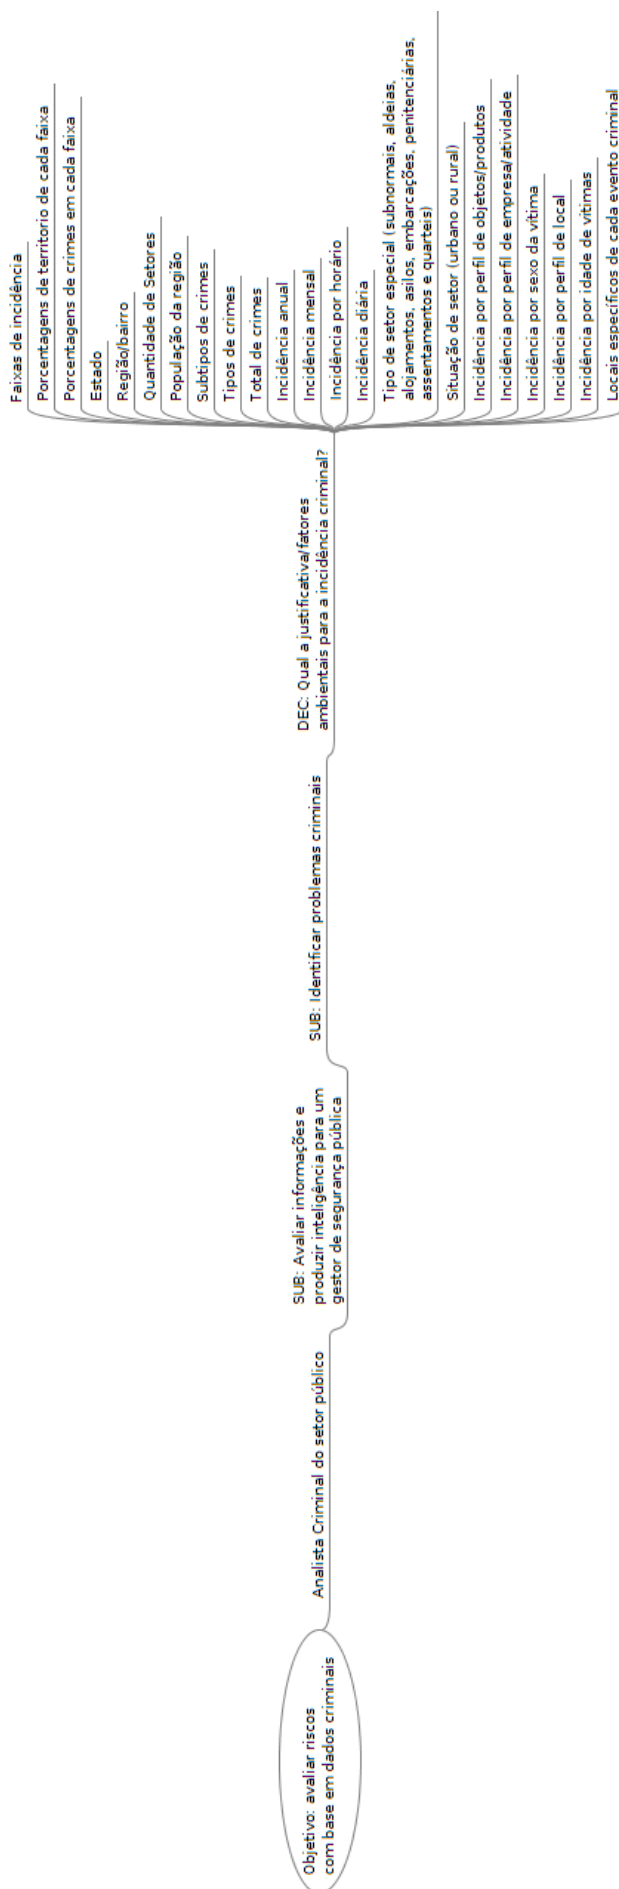 Objetivo: avaliar riscos
com base em dados criminais
Analista Criminal do setor público
SUB: Avaliar informações e
produzir inteligência para um
gestor de segurança pública
SUB: Identificar problemas criminais
DEC: Qual a justificativa/fatores
ambientais para a incidência criminal?
Faixas de incidência
Porcentagens de territorio de cada faixa
Porcentagens de crimes em cada faixa
Estado
Região/bairro
Quantidade de Setores
População da região
Subtipos de crimes
Tipos de crimes
Total de crimes
Incidência anual
Incidência mensal
Incidência por horário
Incidência diária
Tipo de setor especial (subnormais, aldeias,
alojamentos, asilos, embarcações, penitenciárias,
assentamentos e quarteis)
Situação de setor (urbano ou rural)
Incidência por perfil de objetos/produtos
Incidência por perfil de empresa/atividade
Incidência por sexo da vítima
Incidência por perfil de local
Incidência por idade de vitimas
Locais específicos de cada evento criminal